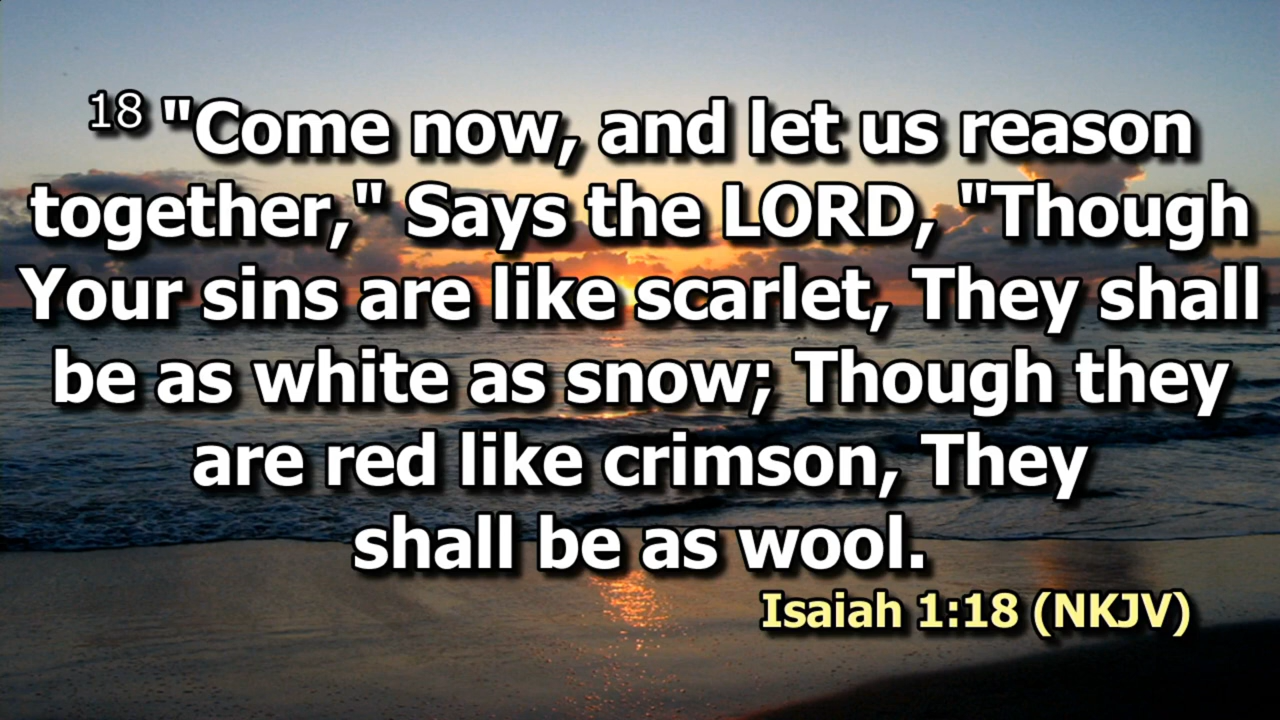 18 "Come now, and let us reason
together," Says the LORD, "Though
Your sins are like scarlet, They shall
be as white as snow; Though they
are red like crimson, They
shall be as wool.
Isaiah 1:18 (NKJV)